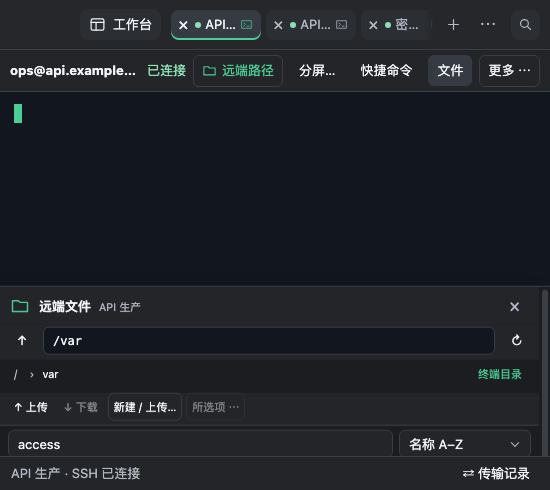 工作台 API... API... 密...
ops@api.example... 已连接 远端路径 分屏... 快捷命令 文件 更多 ···
远端文件 API 生产
/var
/ › var 终端目录
↑ 上传 ↓ 下载 新建 / 上传... 所选项 ···
access 名称 A–Z
API 生产 · SSH 已连接 ⇄ 传输记录